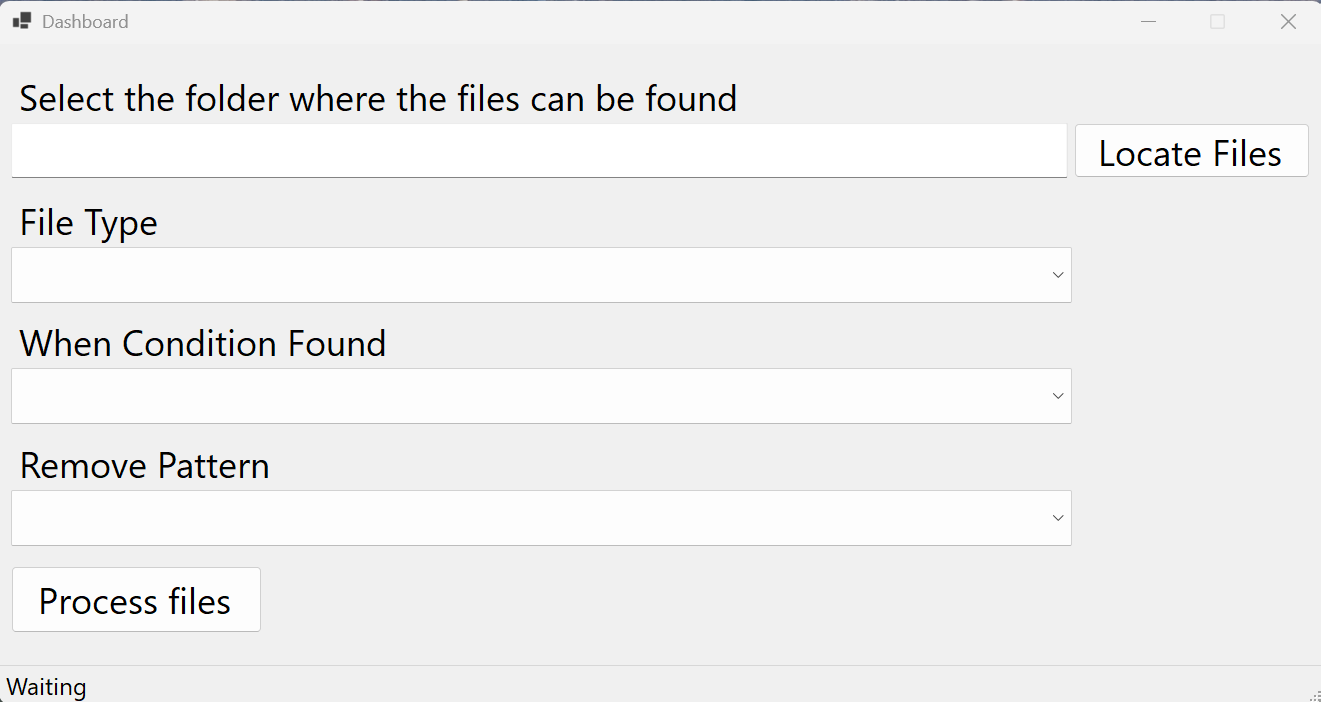 Dashboard
Select the folder where the files can be found
Locate Files
File Type
When Condition Found
Remove Pattern
Process files
Waiting